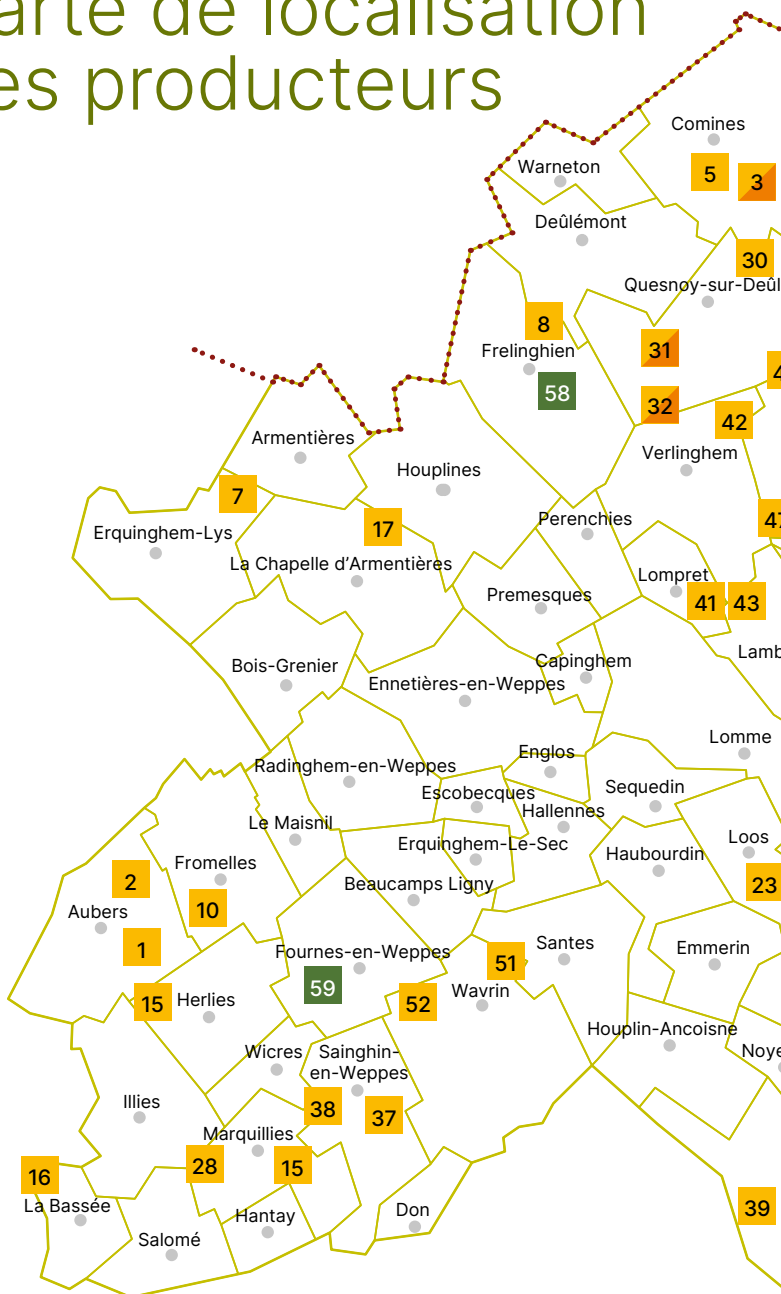 arte de localisation
es producteurs
Comines
5
3
Warneton
Deûlémont
30
Quesnoy-sur-Deûl
8
31
Frelinghien
58
32
4
42
Armentières
Houplines
Verlinghem
7
17
Perenchies
47
Erquinghem-Lys
La Chapelle d’Armentières
Lompret
Premesques
41
43
Bois-Grenier
Capinghem
Lamb
Ennetières-en-Weppes
Lomme
Englos
Radinghem-en-Weppes
Sequedin
Escobecques
Hallennes
Le Maisnil
Erquinghem-Le-Sec
Loos
Haubourdin
Fromelles
2
Beaucamps Ligny
23
10
Aubers
1
Fournes-en-Weppes
Santes
Emmerin
51
59
Wavrin
15
Herlies
52
Houplin-Ancoisne
Wicres
Sainghin-
en-Weppes
Noye
Illies
38
37
Marquillies
28
15
16
La Bassée
39
Hantay
Don
Salomé